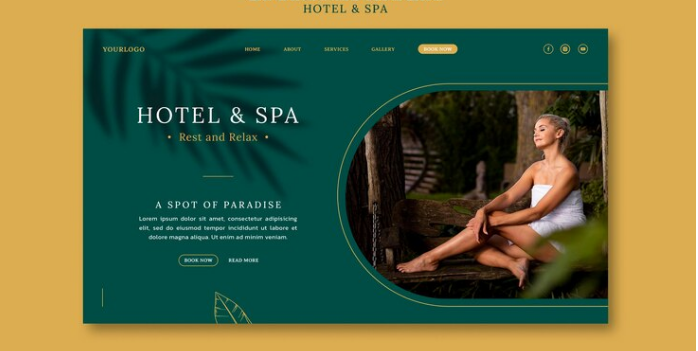 HOTEL & SPA
YOURLOGO
HOME
ABOUT
SERVICES
GALLERY
BOOK NOW
HOTEL & SPA
• Rest and Relax •
A SPOT OF PARADISE
Lorem ipsum dolor sit amet, consectetur adipisicing
elit, sed do eiusmod tempor incididunt ut labore et
dolore magna aliqua. Ut enim ad minim veniam.
BOOK NOW
READ MORE